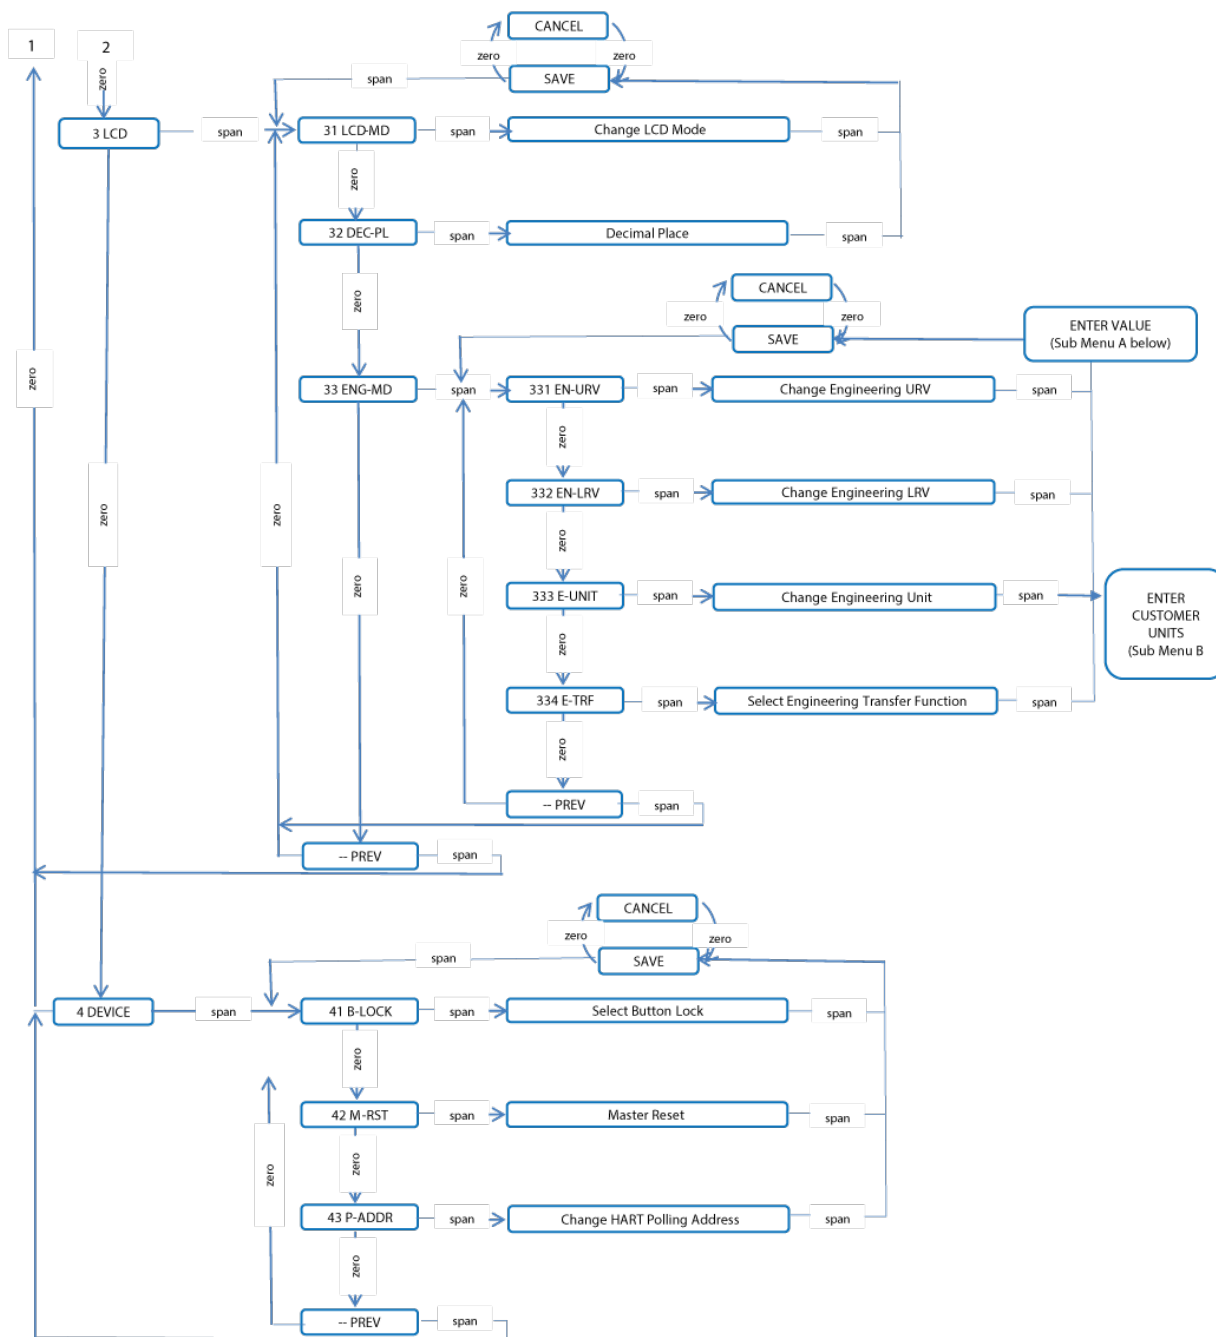 1
2
zero
CANCEL
zero
zero
span
SAVE
3 LCD
span
31 LCD-MD
span
Change LCD Mode
span
zero
32 DEC-PL
span
Decimal Place
span
zero
CANCEL
zero
zero
SAVE
ENTER VALUE
(Sub Menu A below)
zero
33 ENG-MD
span
331 EN-URV
span
Change Engineering URV
span
zero
332 EN-LRV
span
Change Engineering LRV
span
zero
zero
zero
333 E-UNIT
span
Change Engineering Unit
span
ENTER
CUSTOMER
UNITS
(Sub Menu B
zero
zero
334 E-TRF
span
Select Engineering Transfer Function
span
zero
-- PREV
span
-- PREV
span
CANCEL
zero
zero
span
SAVE
4 DEVICE
span
41 B-LOCK
span
Select Button Lock
span
zero
42 M-RST
span
Master Reset
span
zero
zero
43 P-ADDR
span
Change HART Polling Address
span
zero
-- PREV
span